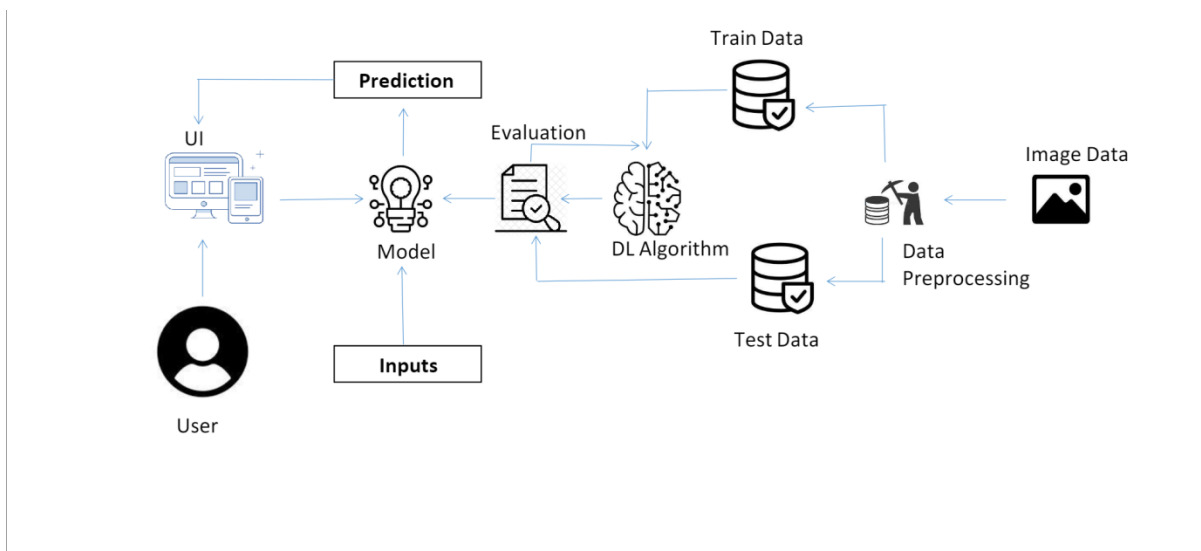 Train Data
Prediction
UI
Evaluation
Image Data
Model
DL Algorithm
Data
Preprocessing
Test Data
Inputs
User